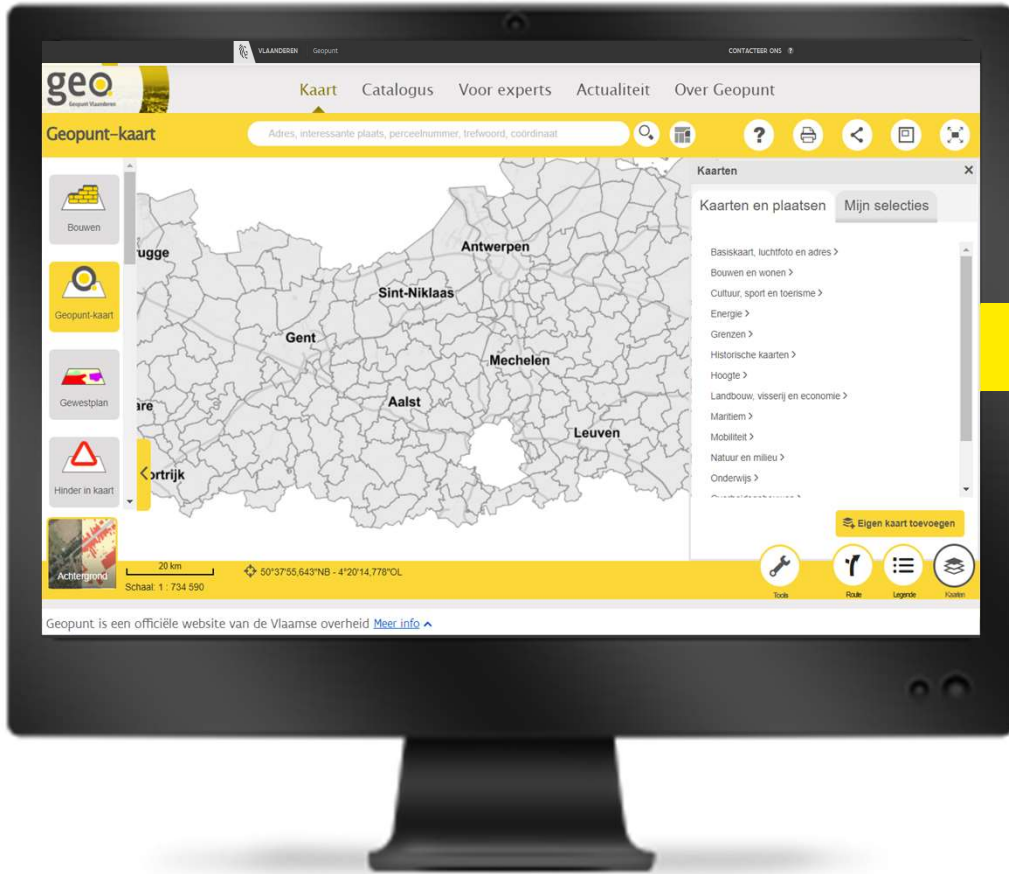 VLAANDEREN Geopunt CONTACTEER ONS ?
geo
Geopunt Vlaanderen
Kaart Catalogus Voor experts Actualiteit Over Geopunt
Geopunt-kaart
Adres, interessante plaats, perceelnummer, trefwoord, coördinaat
?
Bouwen
Geopunt-kaart
Gewestplan
Hinder in kaart
Achtergrond
ugge
Antwerpen
Sint-Niklaas
Gent
Mechelen
are
Aalst
Leuven
ortrijk
Kaarten
Kaarten en plaatsen Mijn selecties
Basiskaart, luchtfoto en adres >
Bouwen en wonen >
Cultuur, sport en toerisme >
Energie >
Grenzen >
Historische kaarten >
Hoogte >
Landbouw, visserij en economie >
Maritiem >
Mobiliteit >
Natuur en milieu >
Onderwijs >
Eigen kaart toevoegen
20 km
Schaal: 1 : 734 590
50°37'55,643"NB - 4°20'14,778"OL
Tools Route Legende Kaarten
Geopunt is een officiële website van de Vlaamse overheid Meer info